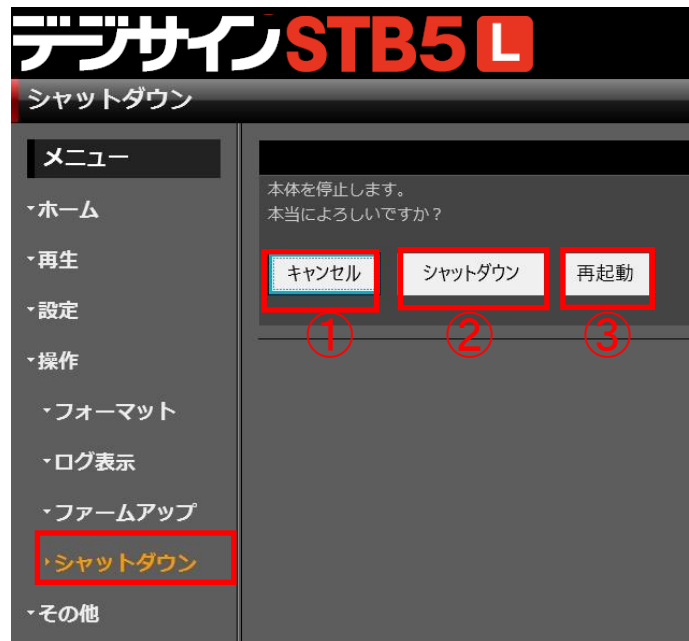 デジサインSTB5 L
シャットダウン
メニュー
ホーム
再生
設定
操作
フォーマット
ログ表示
ファームアップ
シャットダウン
その他
本体を停止します。
本当によろしいですか？
キャンセル シャットダウン 再起動
① ② ③